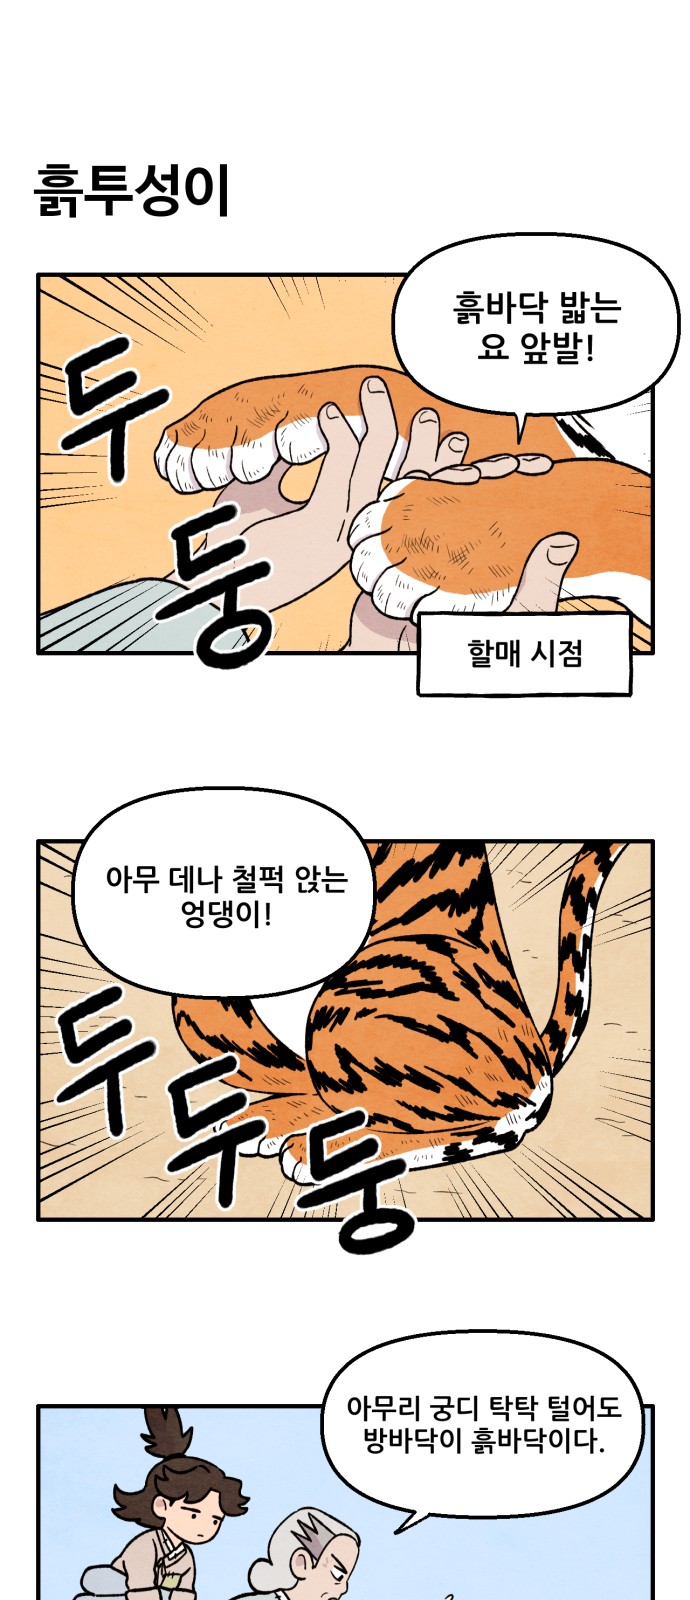 흙투성이
흙바닥 밟는
요 앞발!
두
둥
할매 시점
아무 데나 철퍽 앉는
엉댕이!
두
두
둥
아무리 궁디 탁탁 털어도
방바닥이 흙바닥이다.